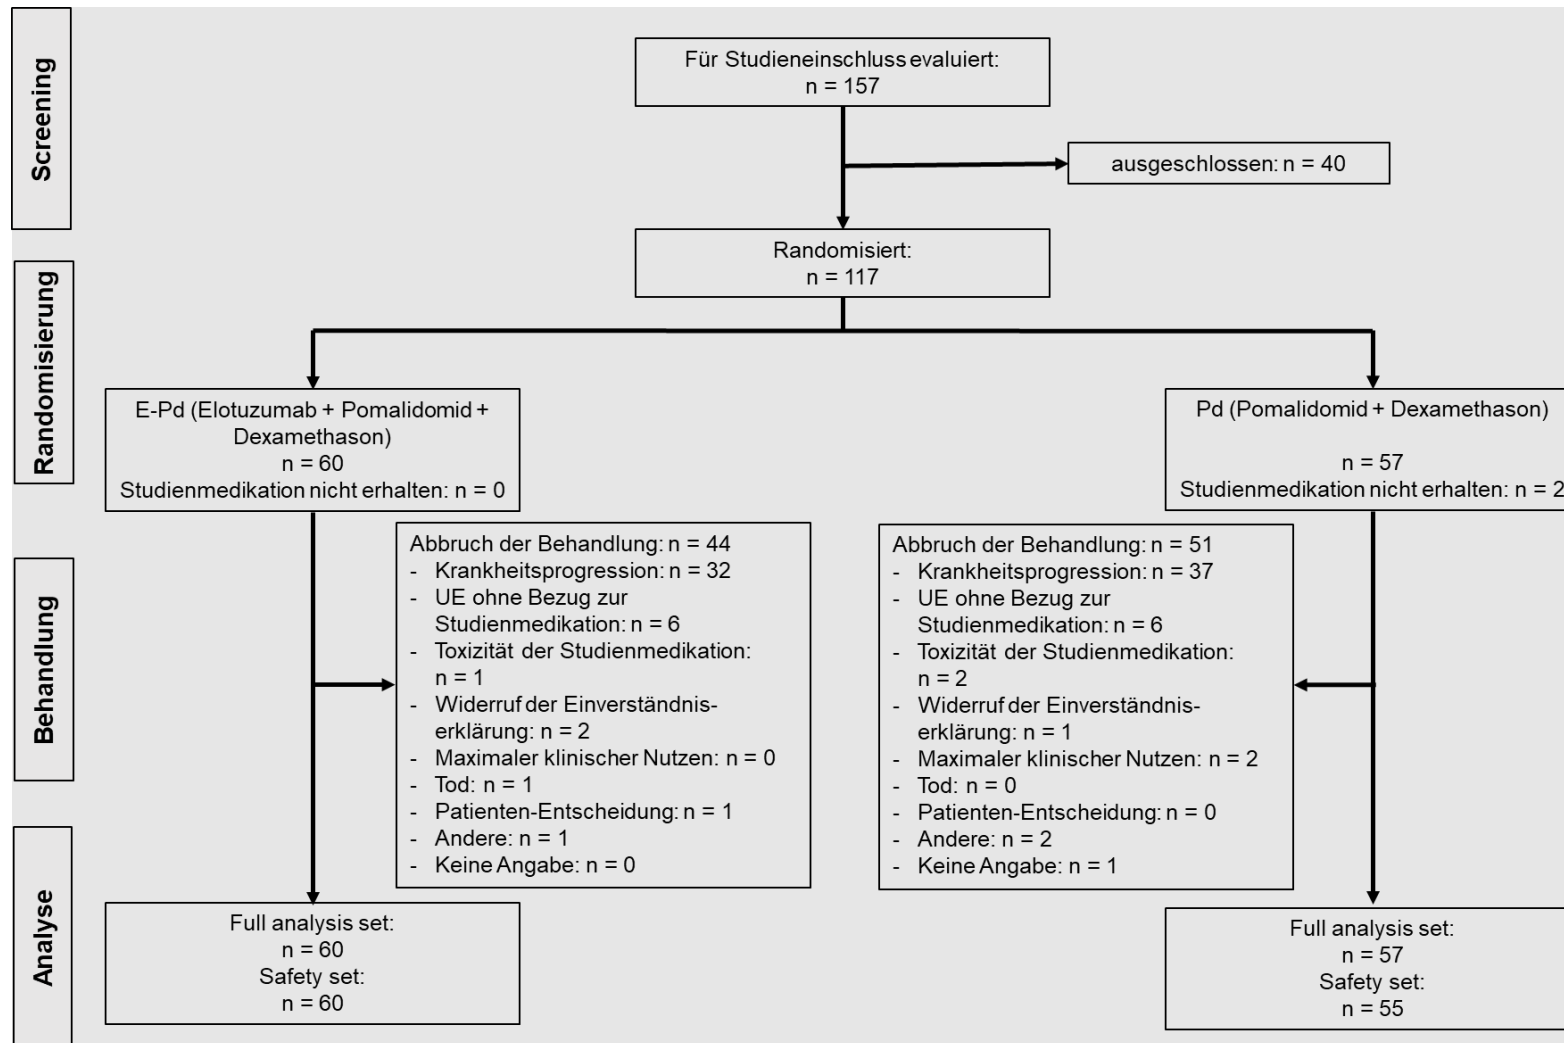 Screening
Für Studieneinschluss evaluiert:
n = 157
ausgeschlossen: n = 40
Randomisiert:
n = 117
Randomisierung
E-Pd (Elotuzumab + Pomalidomid +
Dexamethason)
n = 60
Studienmedikation nicht erhalten: n = 0
Pd (Pomalidomid + Dexamethason)
n = 57
Studienmedikation nicht erhalten: n = 2
Behandlung
Abbruch der Behandlung: n = 44
- Krankheitsprogression: n = 32
- UE ohne Bezug zur
Studienmedikation: n = 6
- Toxizität der Studienmedikation:
n = 1
- Widerruf der Einverständnis-
erklärung: n = 2
- Maximaler klinischer Nutzen: n = 0
- Tod: n = 1
- Patienten-Entscheidung: n = 1
- Andere: n = 1
- Keine Angabe: n = 0
Abbruch der Behandlung: n = 51
- Krankheitsprogression: n = 37
- UE ohne Bezug zur
Studienmedikation: n = 6
- Toxizität der Studienmedikation:
n = 2
- Widerruf der Einverständnis-
erklärung: n = 1
- Maximaler klinischer Nutzen: n = 2
- Tod: n = 0
- Patienten-Entscheidung: n = 0
- Andere: n = 2
- Keine Angabe: n = 1
Analyse
Full analysis set:
n = 60
Safety set:
n = 60
Full analysis set:
n = 57
Safety set:
n = 55